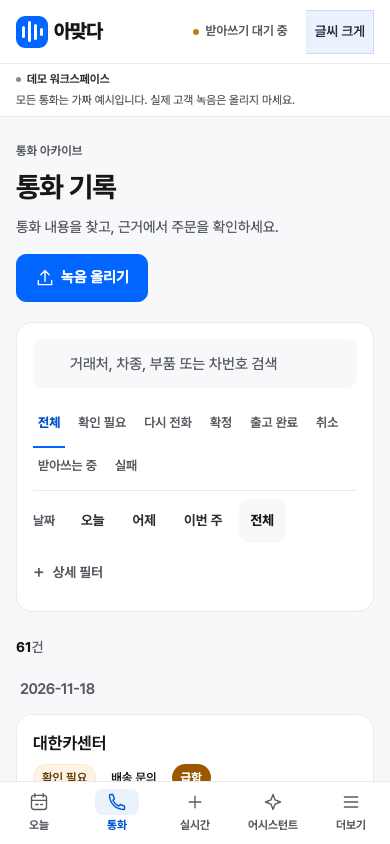 아맞다
받아쓰기 대기 중
글씨 크게
데모 워크스페이스
모든 통화는 가짜 예시입니다. 실제 고객 녹음은 올리지 마세요.
통화 아카이브
통화 기록
통화 내용을 찾고, 근거에서 주문을 확인하세요.
녹음 올리기
거래처, 차종, 부품 또는 차번호 검색
전체 확인 필요 다시 전화 확정 출고 완료 취소
받아쓰는 중 실패
날짜 오늘 어제 이번 주 전체
+ 상세 필터
61건
2026-11-18
대한카센터
확인 필요 배송 문의 급함
오늘 통화 실시간 어시스턴트 더보기